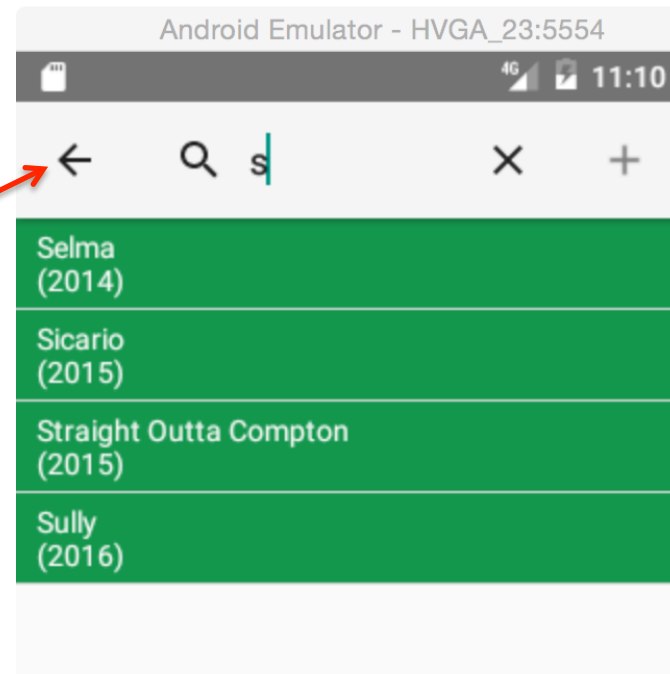 Android Emulator - HVGA_23:5554
4G 11:10
s
Selma
(2014)
Sicario
(2015)
Straight Outta Compton
(2015)
Sully
(2016)